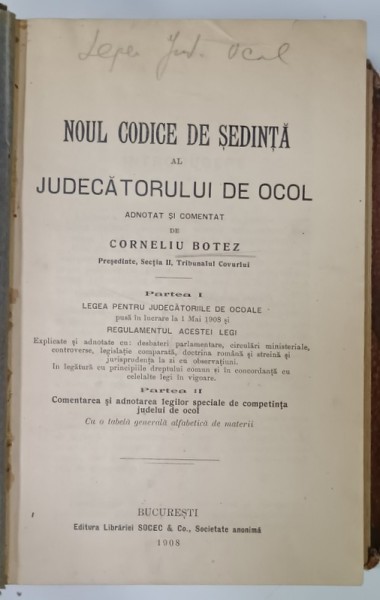 Legea Jud. Ocol
NOUL CODICE DE ȘEDINȚĂ
AL
JUDECĂTORULUI DE OCOL
ADNOTAT ȘI COMENTAT
DE
CORNELIU BOTEZ
Președinte, Secția II, Tribunalul Covurlui
Partea I
LEGEA PENTRU JUDECĂTORIILE DE OCOALE
pusă în lucrare la 1 Mai 1908 și
REGULAMENTUL ACESTEI LEGI
Explicate și adnotate cu: desbateri parlamentare, circulări ministeriale,
controverse, legislație comparată, doctrina română și streină și
jurisprudența la zi cu observațiuni.
In legătură cu principiile dreptului comun și în concordanță cu
celelalte legi în vigoare.
Partea II
Comentarea și adnotarea legilor speciale de competința
judelui de ocol
Cu o tabelă generală alfabetică de materii
BUCUREȘTI
Editura Librăriei SOCEC & Co., Societate anonimă
1908